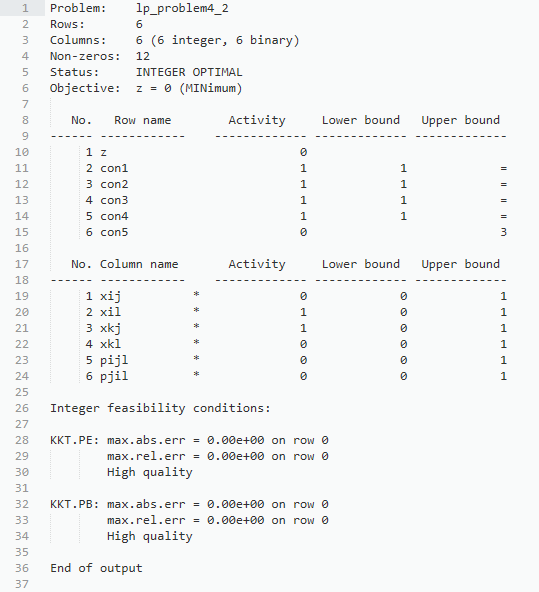 1 Problem:    lp_problem4_2
2 Rows:       6
3 Columns:    6 (6 integer, 6 binary)
4 Non-zeros:  12
5 Status:     INTEGER OPTIMAL
6 Objective:  z = 0 (MINimum)
7
8    No.   Row name        Activity     Lower bound   Upper bound
9 ------ ------------    ------------- ------------- -------------
10      1 z                           0
11      2 con1                        1             1             =
12      3 con2                        1             1             =
13      4 con3                        1             1             =
14      5 con4                        1             1             =
15      6 con5                        0                           3
16
17    No. Column name       Activity     Lower bound   Upper bound
18 ------ ------------    ------------- ------------- -------------
19      1 xij          *              0             0             1
20      2 xil          *              1             0             1
21      3 xkj          *              1             0             1
22      4 xkl          *              0             0             1
23      5 pijl         *              0             0             1
24      6 pjil         *              0             0             1
25
26 Integer feasibility conditions:
27
28 KKT.PE: max.abs.err = 0.00e+00 on row 0
29         max.rel.err = 0.00e+00 on row 0
30         High quality
31
32 KKT.PB: max.abs.err = 0.00e+00 on row 0
33         max.rel.err = 0.00e+00 on row 0
34         High quality
35
36 End of output
37